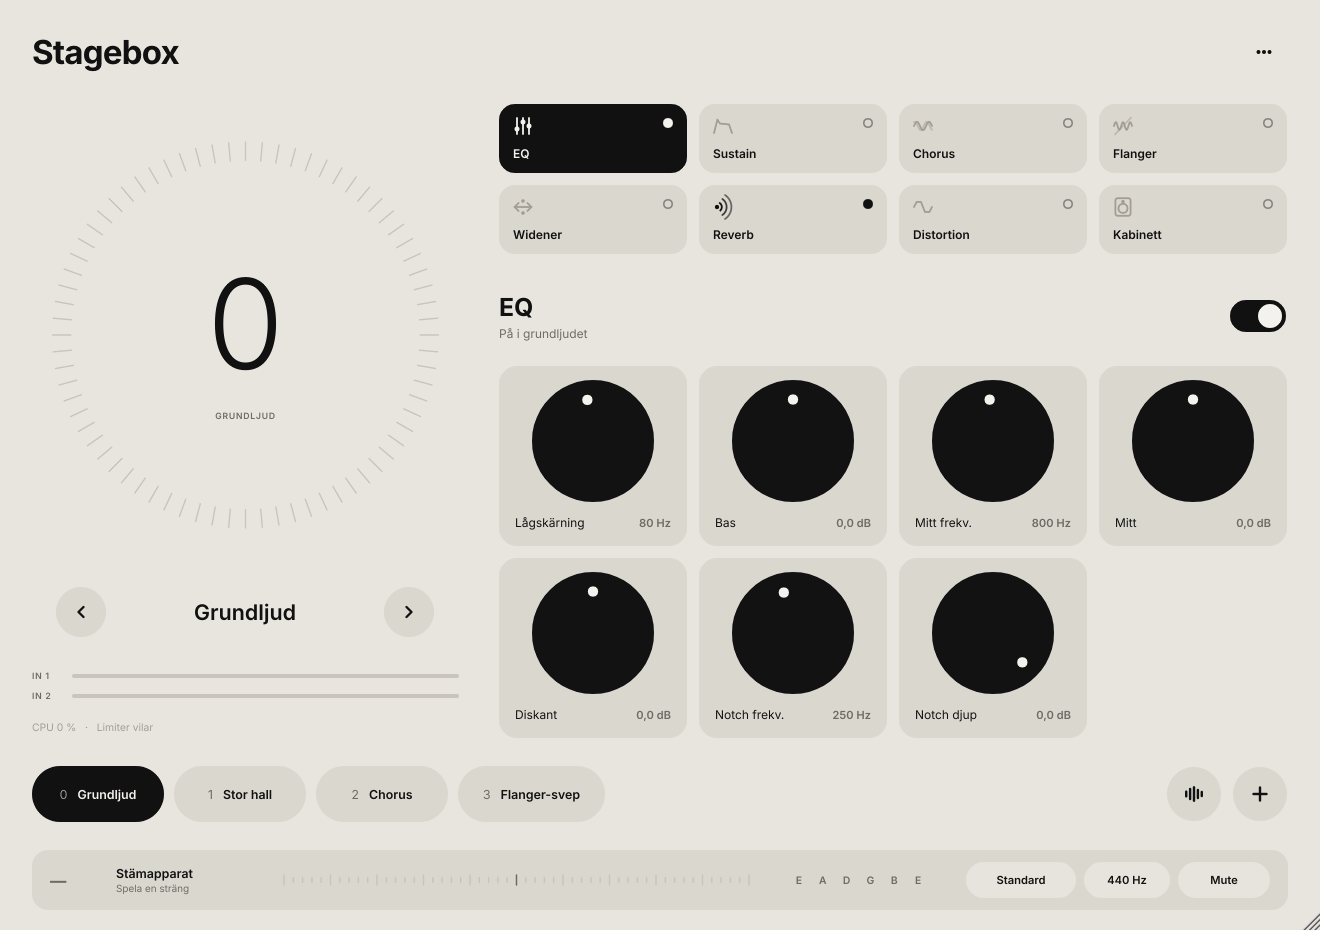 Stagebox
EQ
Sustain
Chorus
Flanger
Widener
Reverb
Distortion
Kabinett
0
GRUNDLJUD
Grundljud
IN 1
IN 2
CPU 0 % · Limiter vilar
EQ
På i grundljudet
Lågskärning 80 Hz
Bas 0,0 dB
Mitt frekv. 800 Hz
Mitt 0,0 dB
Diskant 0,0 dB
Notch frekv. 250 Hz
Notch djup 0,0 dB
0 Grundljud
1 Stor hall
2 Chorus
3 Flanger-svep
—
Stämapparat
Spela en sträng
E A D G B E
Standard
440 Hz
Mute